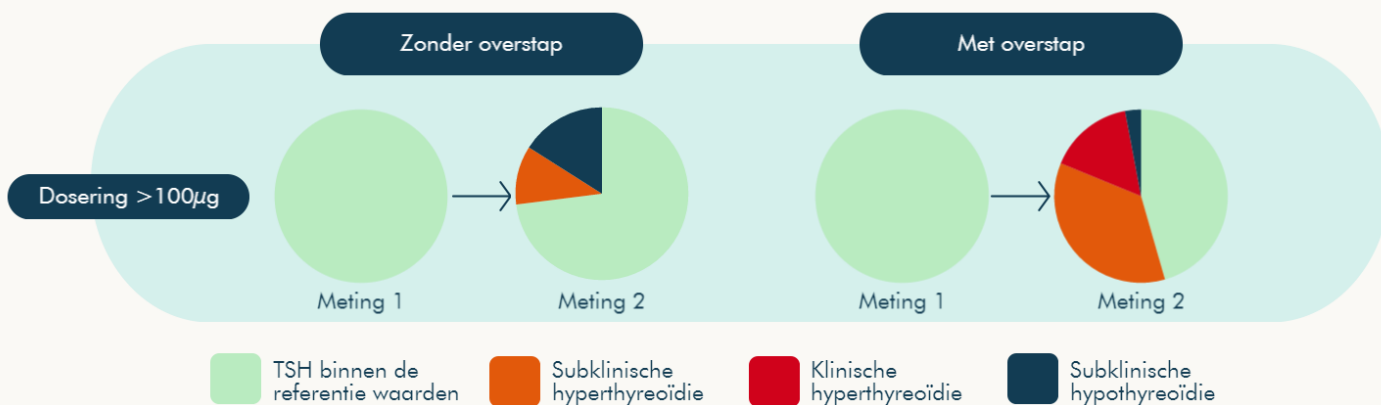 Zonder overstap
Met overstap
Dosering >100µg
Meting 1
Meting 2
Meting 1
Meting 2
TSH binnen de
referentie waarden
Subklinische
hyperthyreoïdie
Klinische
hyperthyreoïdie
Subklinische
hypothyreoïdie